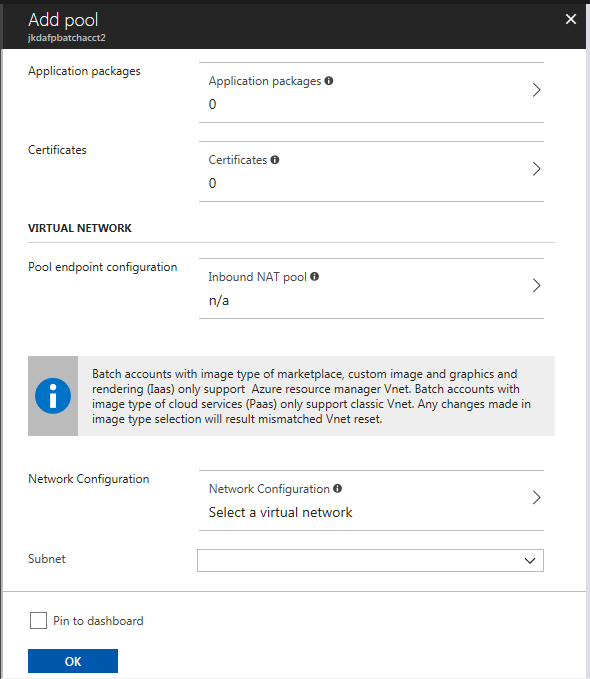 Add pool
jkdafpbatchacct2
Application packages
Application packages
0
Certificates
Certificates
0
VIRTUAL NETWORK
Pool endpoint configuration
Inbound NAT pool
n/a
Batch accounts with image type of marketplace, custom image and graphics and
rendering (Iaas) only support Azure resource manager Vnet. Batch accounts with
image type of cloud services (Paas) only support classic Vnet. Any changes made in
image type selection will result mismatched Vnet reset.
Network Configuration
Network Configuration
Select a virtual network
Subnet
Pin to dashboard
OK